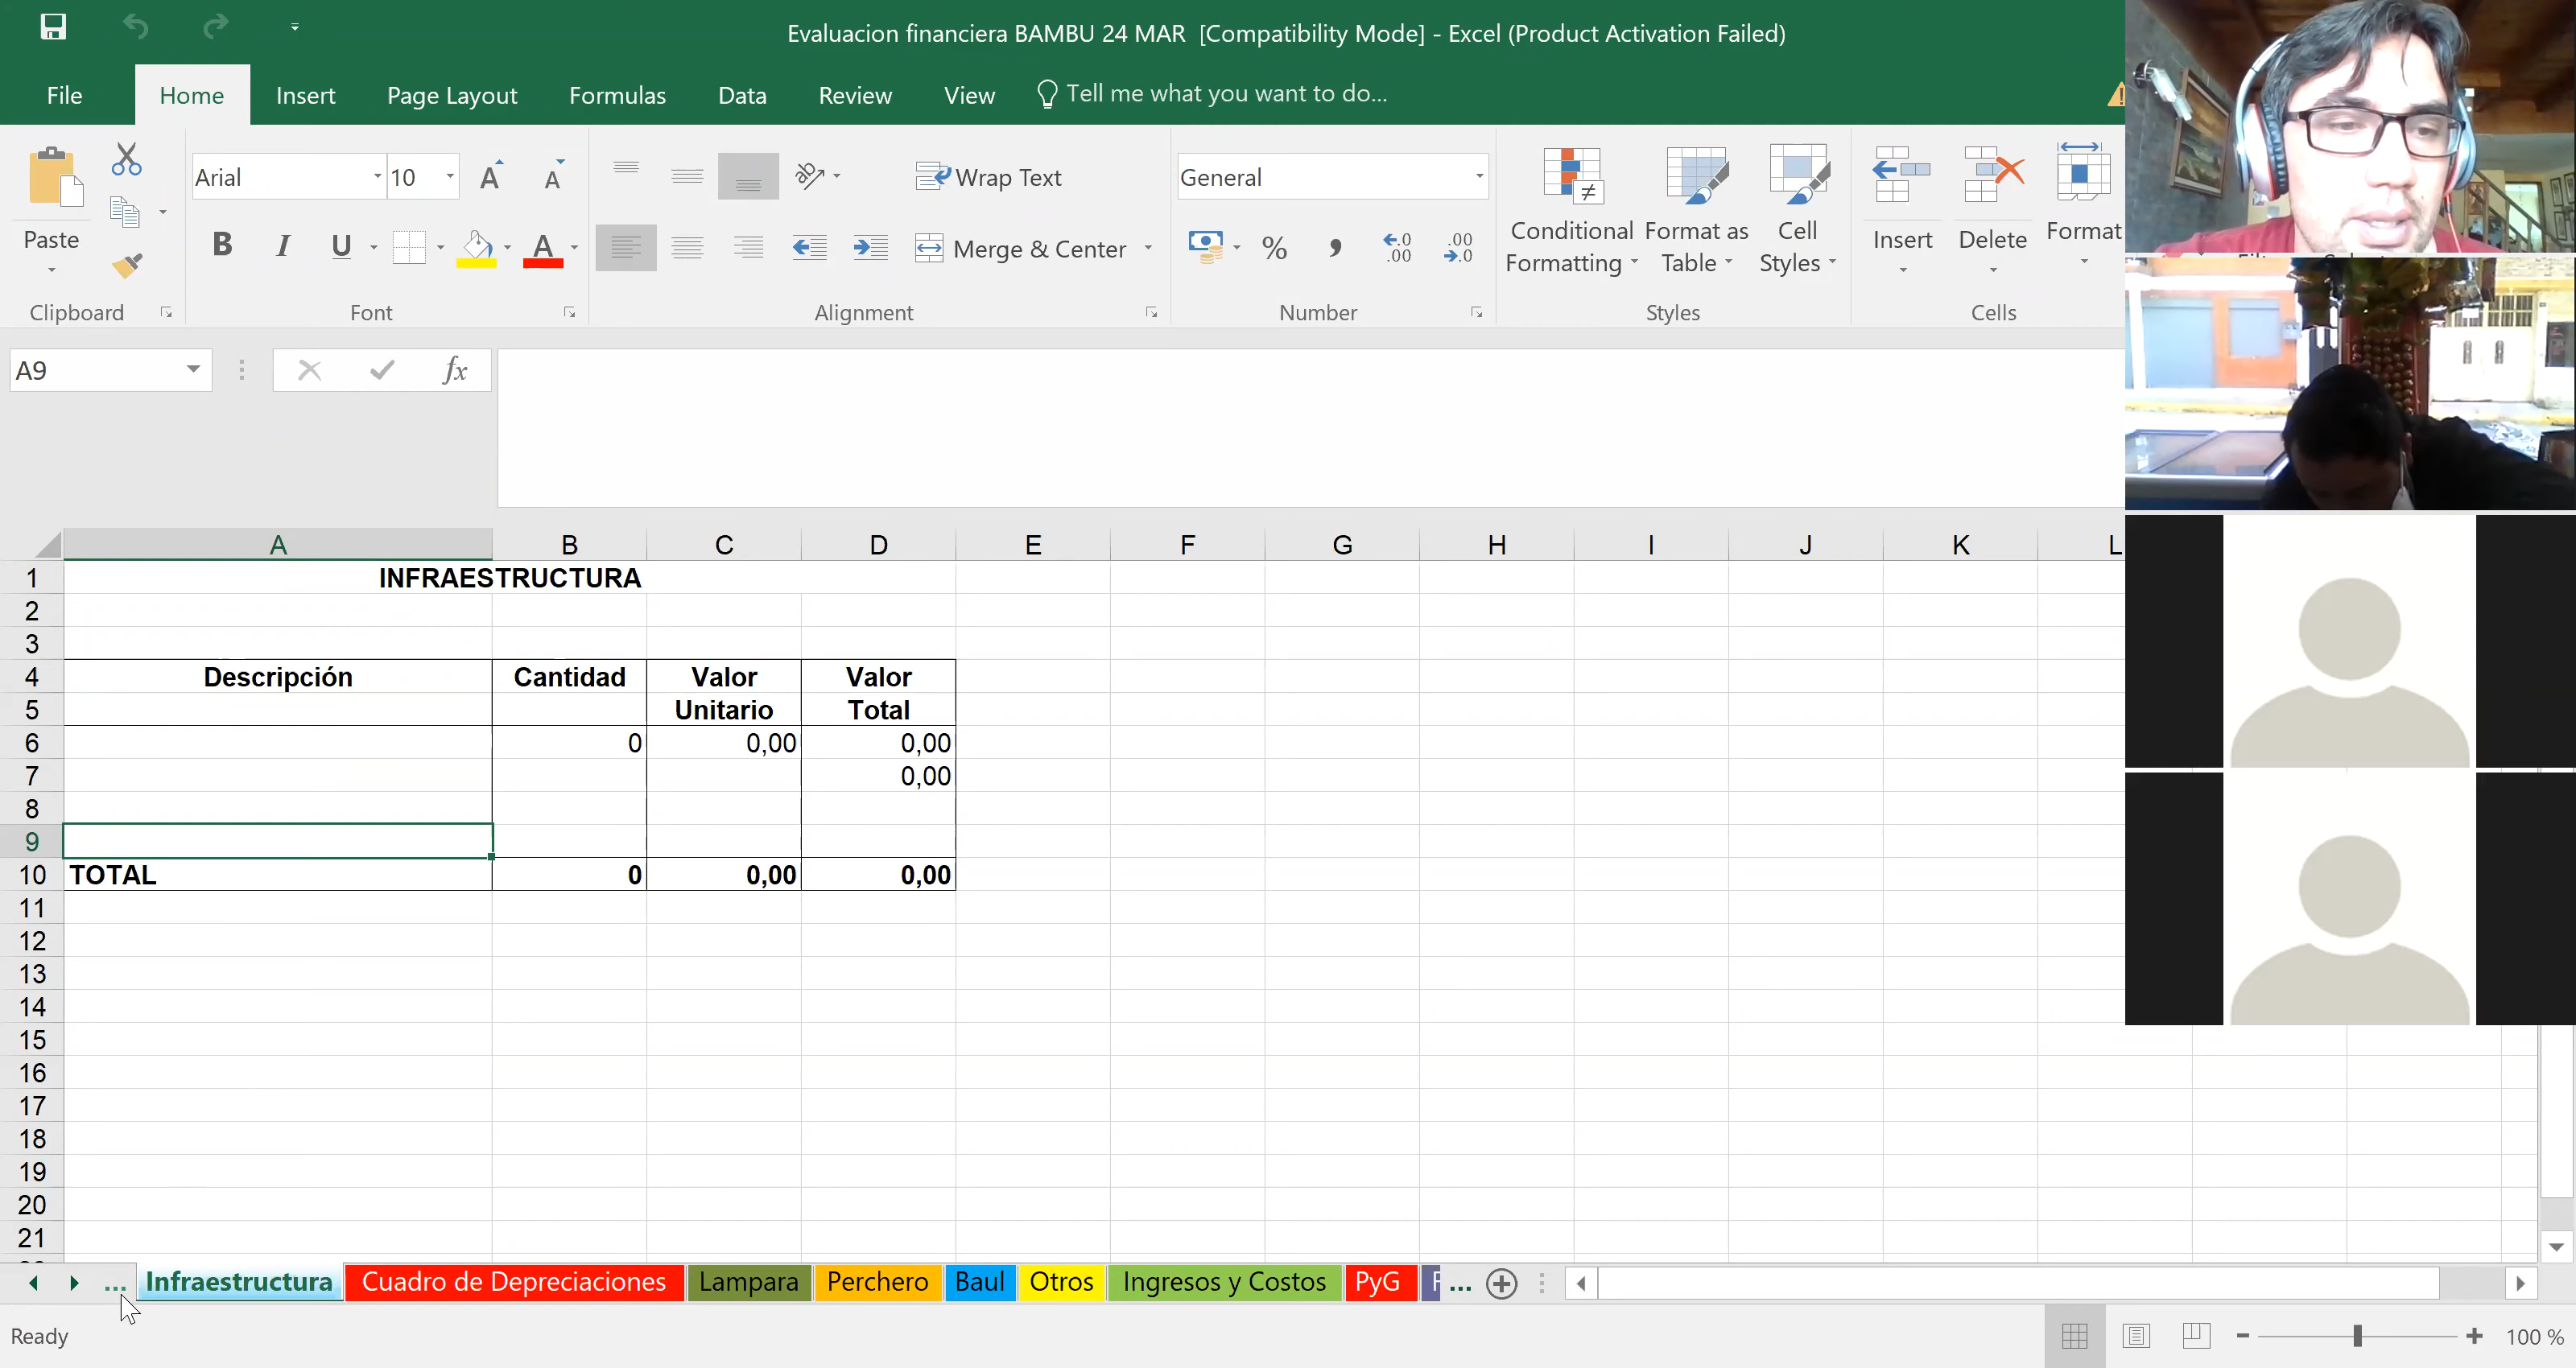 Evaluacion financiera BAMBU 24 MAR [Compatibility Mode] - Excel (Product Activation Failed)
File Home Insert Page Layout Formulas Data Review View Tell me what you want to do...
Paste
Clipboard
Arial 10
B I U A
Font
Wrap Text
Merge & Center
Alignment
General
% , .00 .00
Number
Conditional Formatting
Format as Table
Cell Styles
Styles
Insert Delete Format
Cells
A9 fx
A B C D E F G H I J K L
1 INFRAESTRUCTURA
2
3
4 Descripción Cantidad Valor Valor
5 Unitario Total
6 0 0,00 0,00
7 0,00
8
9
10 TOTAL 0 0,00 0,00
11
12
13
14
15
16
17
18
19
20
21
... Infraestructura Cuadro de Depreciaciones Lampara Perchero Baul Otros Ingresos y Costos PyG ...
Ready 100 %